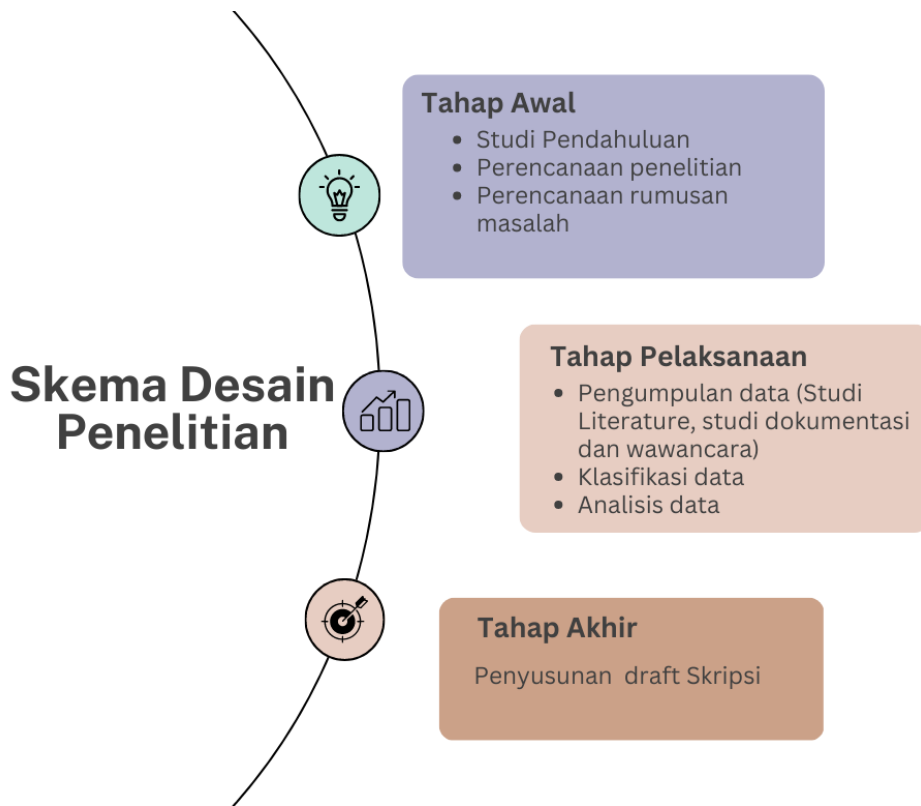 Skema Desain
Penelitian
Tahap Awal
• Studi Pendahuluan
• Perencanaan penelitian
• Perencanaan rumusan
masalah
Tahap Pelaksanaan
• Pengumpulan data (Studi
Literature, studi dokumentasi
dan wawancara)
• Klasifikasi data
• Analisis data
Tahap Akhir
Penyusunan draft Skripsi